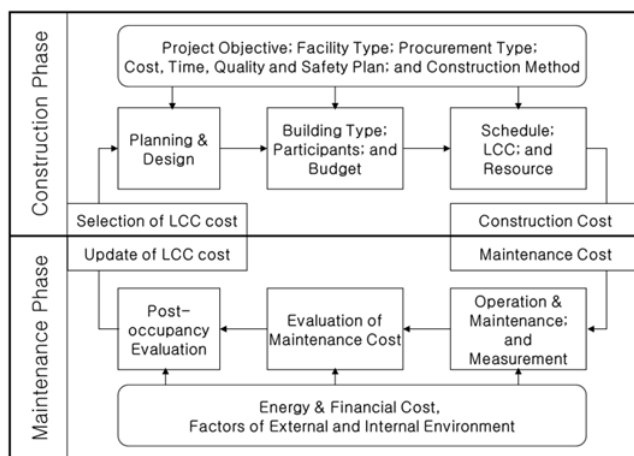 Construction Phase
Project Objective; Facility Type; Procurement Type;
Cost, Time, Quality and Safety Plan; and Construction Method
Planning &
Design
Building Type;
Participants; and
Budget
Schedule;
LCC; and
Resource
Selection of LCC cost
Construction Cost
Maintenance Phase
Update of LCC cost
Maintenance Cost
Post-
occupancy
Evaluation
Evaluation of
Maintenance Cost
Operation &
Maintenance;
and
Measurement
Energy & Financial Cost,
Factors of External and Internal Environment